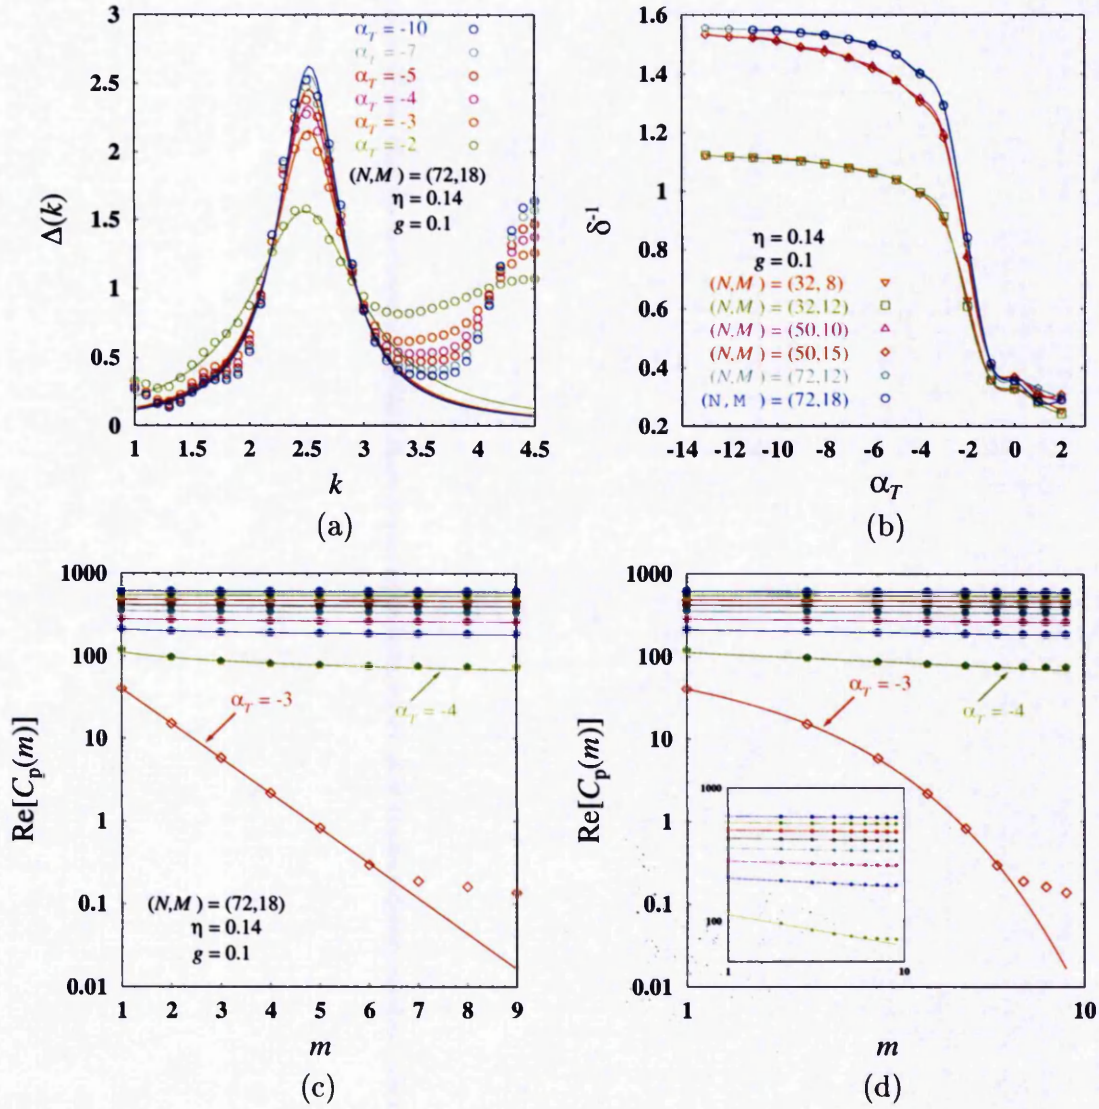 3
2.5
2
1.5
1
0.5
0
Δ(k)
α_T = -10
α_T = -7
α_T = -5
α_T = -4
α_T = -3
α_T = -2
(N,M) = (72,18)
η = 0.14
g = 0.1
1 1.5 2 2.5 3 3.5 4 4.5
k
(a)
1.6
1.4
1.2
1
0.8
0.6
0.4
0.2
δ⁻¹
η = 0.14
g = 0.1
(N,M) = (32, 8)
(N,M) = (32,12)
(N,M) = (50,10)
(N,M) = (50,15)
(N,M) = (72,12)
(N, M) = (72,18)
-14 -12 -10 -8 -6 -4 -2 0 2
α_T
(b)
1000
100
10
1
0.1
0.01
Re[C_p(m)]
α_T = -3
α_T = -4
(N,M) = (72,18)
η = 0.14
g = 0.1
1 2 3 4 5 6 7 8 9
m
(c)
1000
100
10
1
0.1
0.01
Re[C_p(m)]
α_T = -3
α_T = -4
1000
100
1 10
1 10
m
(d)